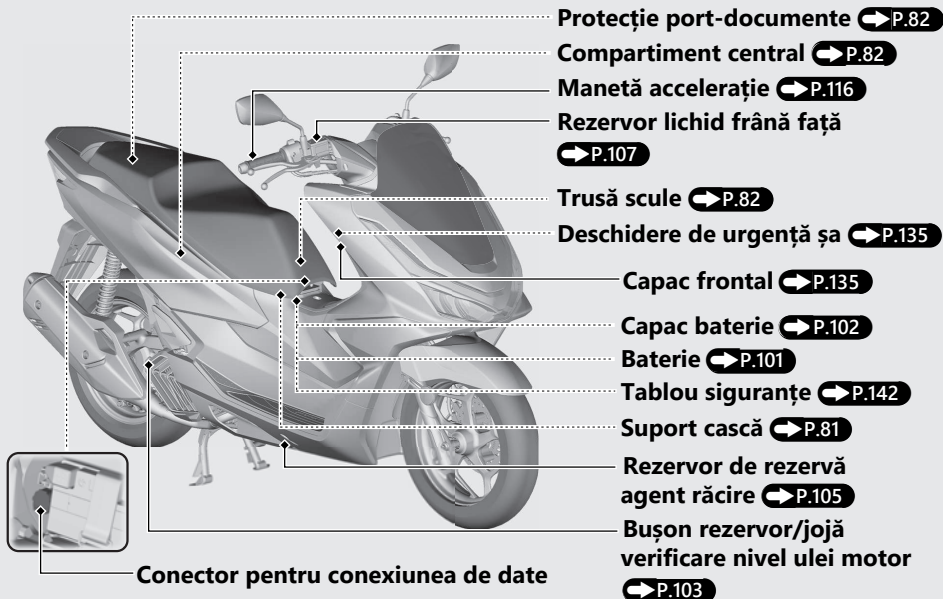 Protecție port-documente P.82
Compartiment central P.82
Manetă accelerație P.116
Rezervor lichid frână față
P.107
Trusă scule P.82
Deschidere de urgență șa P.135
Capac frontal P.135
Capac baterie P.102
Baterie P.101
Tablou siguranțe P.142
Suport cască P.81
Rezervor de rezervă
agent răcire P.105
Bușon rezervor/jojă
verificare nivel ulei motor
P.103
Conector pentru conexiunea de date